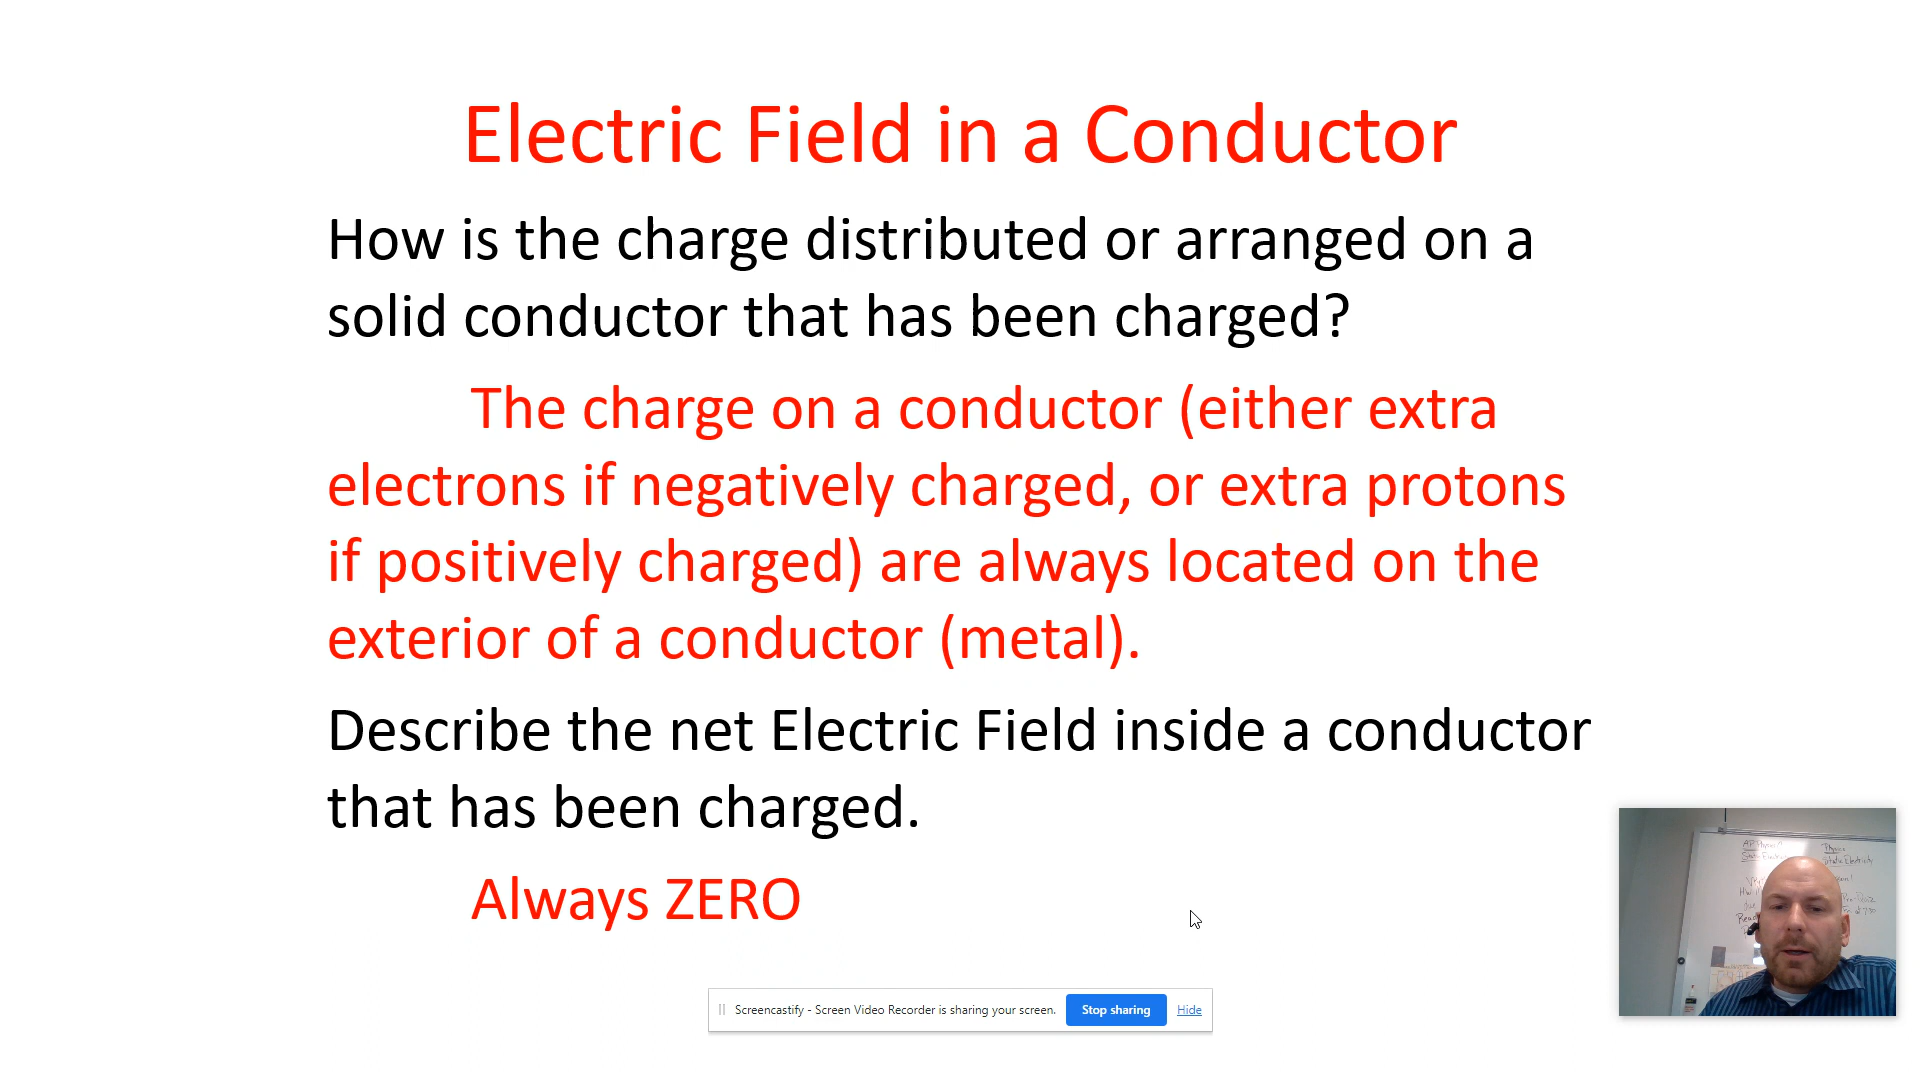 Electric Field in a Conductor
How is the charge distributed or arranged on a
solid conductor that has been charged?
The charge on a conductor (either extra
electrons if negatively charged, or extra protons
if positively charged) are always located on the
exterior of a conductor (metal).
Describe the net Electric Field inside a conductor
that has been charged.
Always ZERO
Screencastify - Screen Video Recorder is sharing your screen. Stop sharing Hide